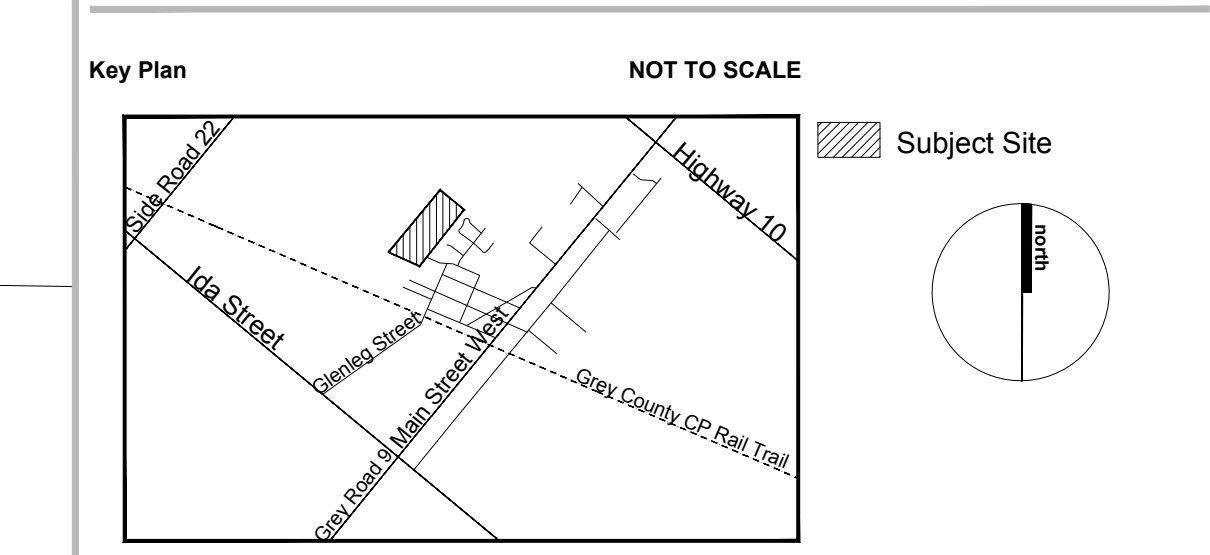 Key Plan
NOT TO SCALE
Side Road 22
Highway 10
Subject Site
north
Ida Street
Glenleg Street
Main Street West
Grey County CP Rail Trail
Grey Road 9